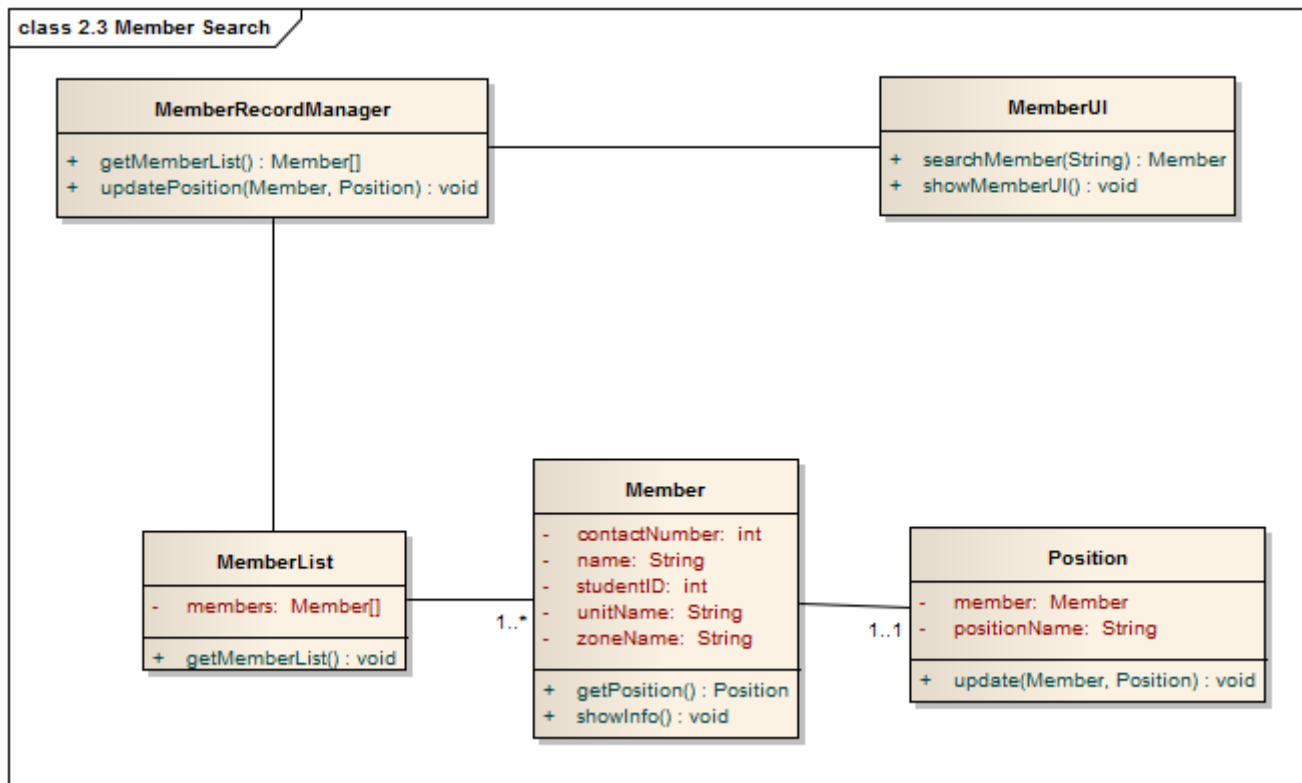 class 2.3 Member Search
MemberRecordManager
+ getMemberList() : Member[]
+ updatePosition(Member, Position) : void
MemberUI
+ searchMember(String) : Member
+ showMemberUI() : void
MemberList
- members: Member[]
+ getMemberList() : void
1..*
Member
- contactNumber: int
- name: String
- studentID: int
- unitName: String
- zoneName: String
+ getPosition() : Position
+ showInfo() : void
1..1
Position
- member: Member
- positionName: String
+ update(Member, Position) : void